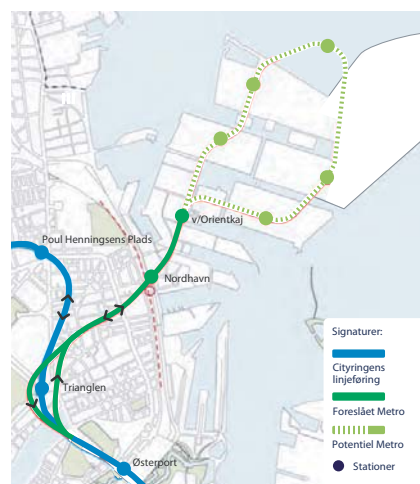 v/Orientkaj
Poul Henningsens Plads
Nordhavn
Trianglen
Østerport
Signaturer:
Cityringens
linjeføring
Foreslået Metro
Potentiel Metro
Stationer